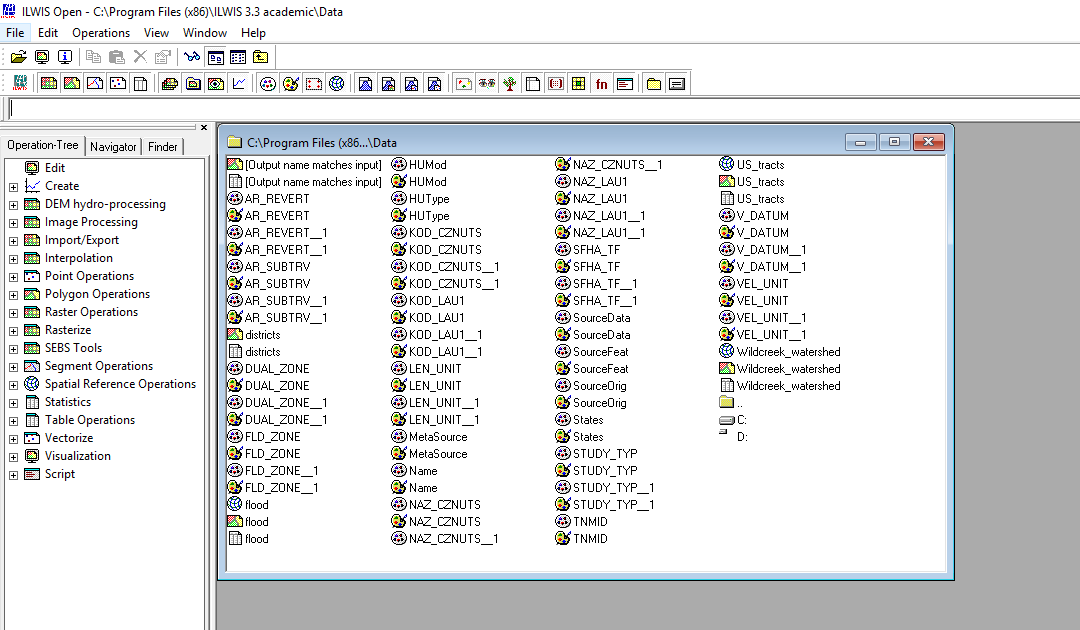 ILWIS Open - C:\Program Files (x86)\ILWIS 3.3 academic\Data
File Edit Operations View Window Help
fn
Operation-Tree Navigator Finder
Edit
Create
DEM hydro-processing
Image Processing
Import/Export
Interpolation
Point Operations
Polygon Operations
Raster Operations
Rasterize
SEBS Tools
Segment Operations
Spatial Reference Operations
Statistics
Table Operations
Vectorize
Visualization
Script
C:\Program Files (x86...\Data
[Output name matches input]
[Output name matches input]
AR_REVERT
AR_REVERT
AR_REVERT__1
AR_REVERT__1
AR_SUBTRV
AR_SUBTRV
AR_SUBTRV__1
AR_SUBTRV__1
districts
districts
DUAL_ZONE
DUAL_ZONE
DUAL_ZONE__1
DUAL_ZONE__1
FLD_ZONE
FLD_ZONE
FLD_ZONE__1
FLD_ZONE__1
flood
flood
flood
HUMod
HUMod
HUType
HUType
KOD_CZNUTS
KOD_CZNUTS
KOD_CZNUTS__1
KOD_CZNUTS__1
KOD_LAU1
KOD_LAU1
KOD_LAU1__1
KOD_LAU1__1
LEN_UNIT
LEN_UNIT
LEN_UNIT__1
LEN_UNIT__1
MetaSource
MetaSource
Name
Name
NAZ_CZNUTS
NAZ_CZNUTS
NAZ_CZNUTS__1
NAZ_CZNUTS__1
NAZ_LAU1
NAZ_LAU1
NAZ_LAU1__1
NAZ_LAU1__1
SFHA_TF
SFHA_TF
SFHA_TF__1
SFHA_TF__1
SourceData
SourceData
SourceFeat
SourceFeat
SourceOrig
SourceOrig
States
States
STUDY_TYP
STUDY_TYP
STUDY_TYP__1
STUDY_TYP__1
TNMID
TNMID
US_tracts
US_tracts
US_tracts
V_DATUM
V_DATUM
V_DATUM__1
V_DATUM__1
VEL_UNIT
VEL_UNIT
VEL_UNIT__1
VEL_UNIT__1
Wildcreek_watershed
Wildcreek_watershed
Wildcreek_watershed
..
C:
D: